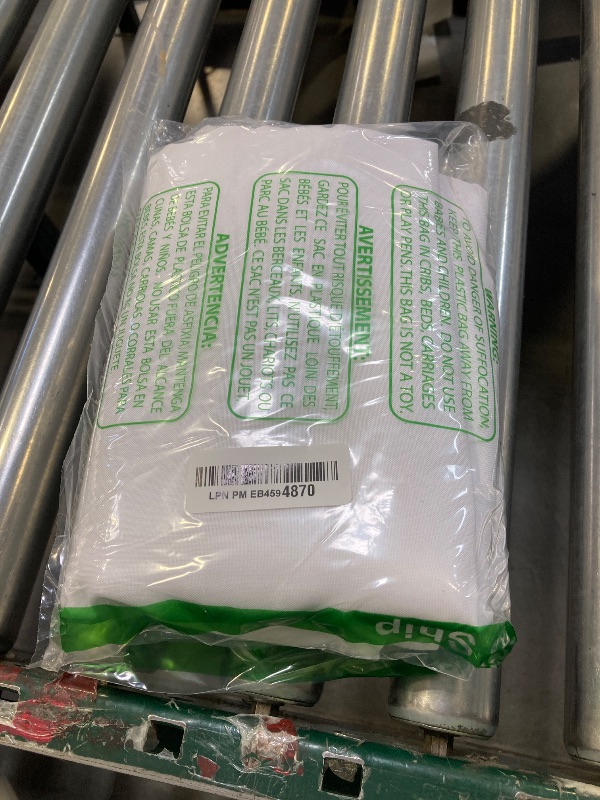 WARNING:
TO AVOID DANGER OF SUFFOCATION,
KEEP THIS PLASTIC BAG AWAY FROM
BABIES AND CHILDREN. DO NOT USE
THIS BAG IN CRIBS, BEDS, CARRIAGES
OR PLAY PENS. THIS BAG IS NOT A TOY.
AVERTISSEMENT:
POUR ÉVITER TOUT RISQUE D'ÉTOUFFEMENT,
GARDEZ CE SAC EN PLASTIQUE LOIN DES
BÉBÉS ET LES ENFANTS. N'UTILISEZ PAS CE
SAC DANS LES BERCEAUX, LITS, CHARIOTS OU
PARC AU BÉBÉ. CE SAC N'EST PAS UN JOUET.
ADVERTENCIA:
PARA EVITAR EL PELIGRO DE ASFIXIA, MANTENGA
ESTA BOLSA DE PLASTICO FUERA DEL ALCANCE
DE BEBÉS Y NIÑOS. NO USAR ESTA BOLSA EN
CUNAS, CAMAS, CARRIOLAS, O CORRALES PARA
LPN PM EB4594870
Ship